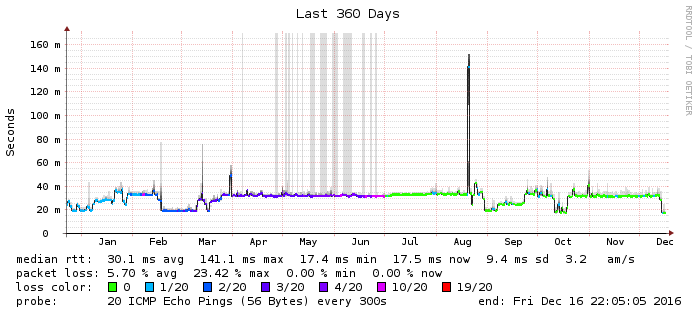 Last 360 Days
RRDTOOL / TOBI OETIKER
Seconds
160 m
140 m
120 m
100 m
80 m
60 m
40 m
20 m
0
Jan Feb Mar Apr May Jun Jul Aug Sep Oct Nov Dec
median rtt: 30.1 ms avg 141.1 ms max 17.4 ms min 17.5 ms now 9.4 ms sd 3.2 am/s
packet loss: 5.70 % avg 23.42 % max 0.00 % min 0.00 % now
loss color: 0 1/20 2/20 3/20 4/20 10/20 19/20
probe: 20 ICMP Echo Pings (56 Bytes) every 300s end: Fri Dec 16 22:05:05 2016